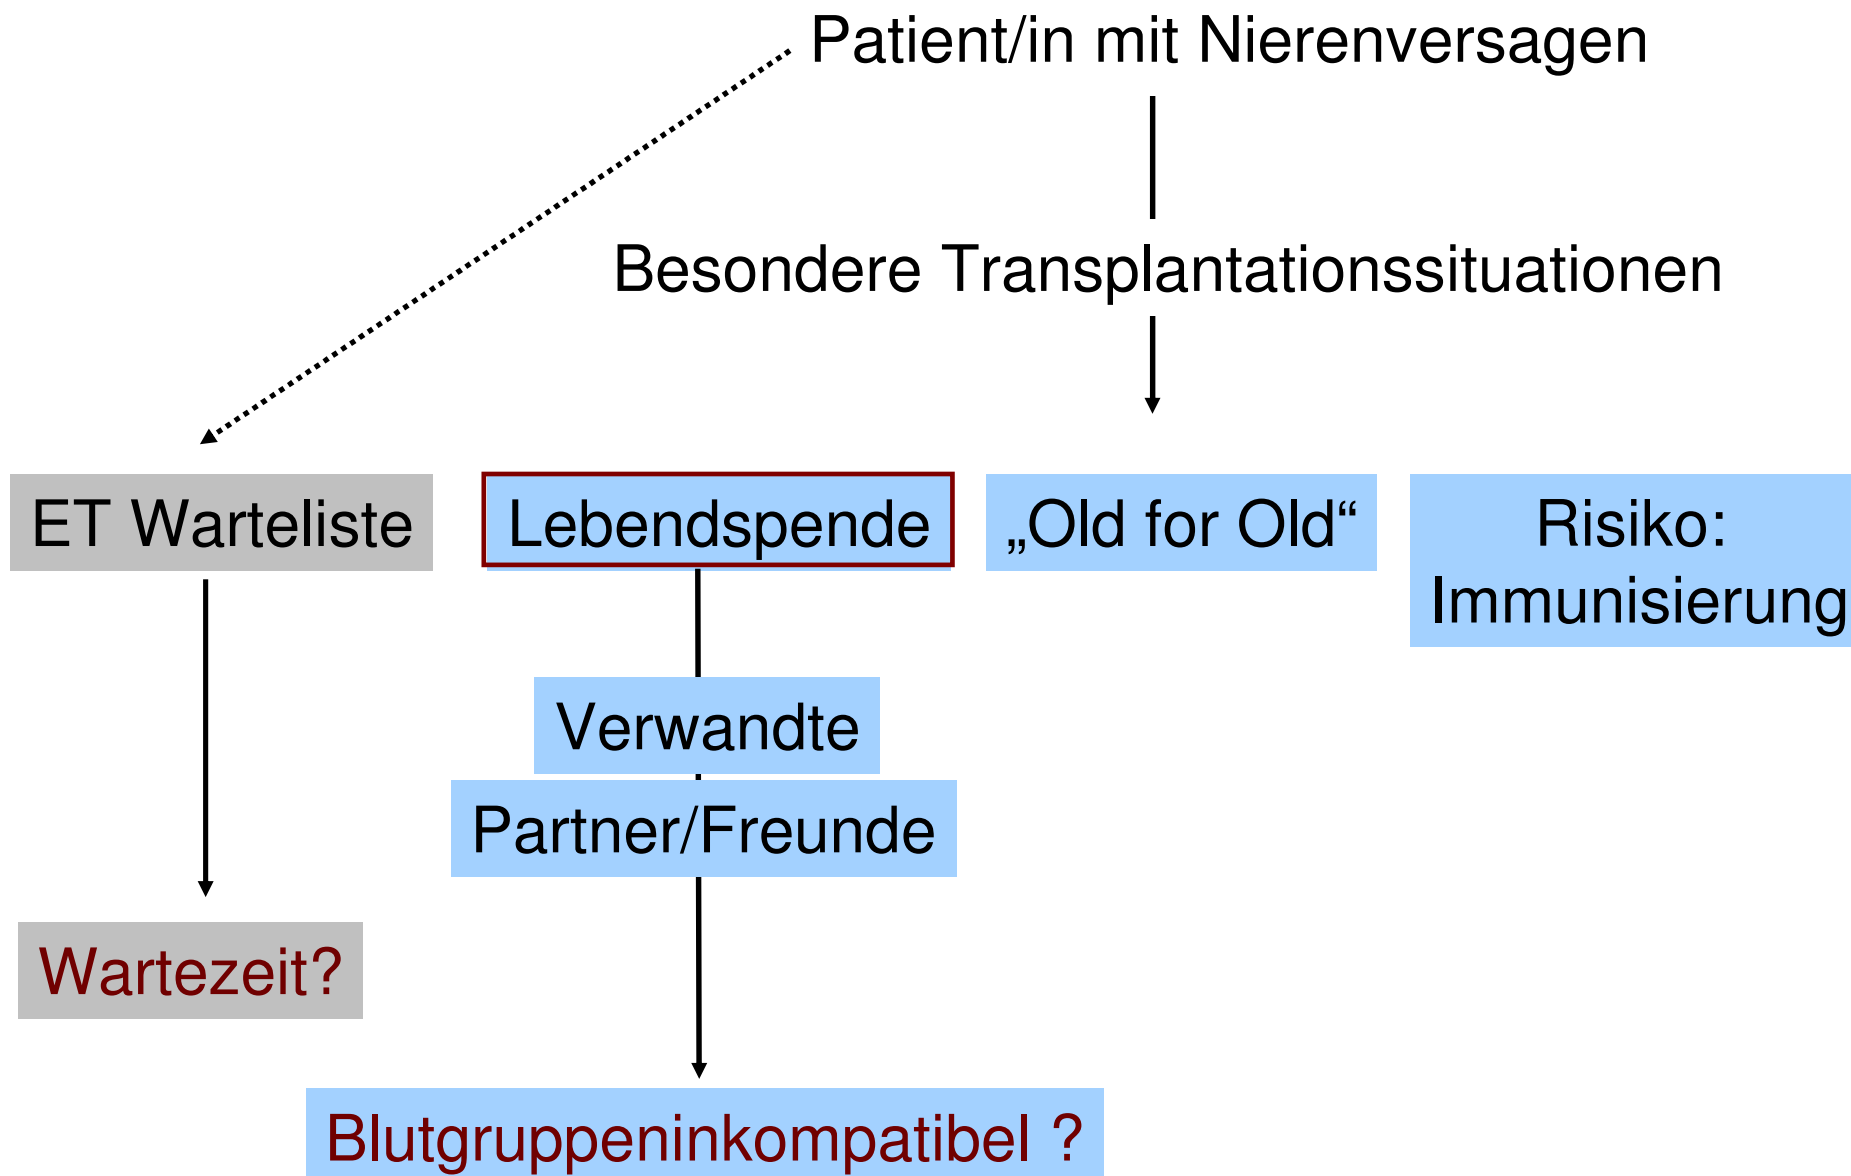 Patient/in mit Nierenversagen
Besondere Transplantationssituationen
ET Warteliste
Lebendspende
„Old for Old“
Risiko:
Immunisierung
Verwandte
Partner/Freunde
Wartezeit?
Blutgruppeninkompatibel ?